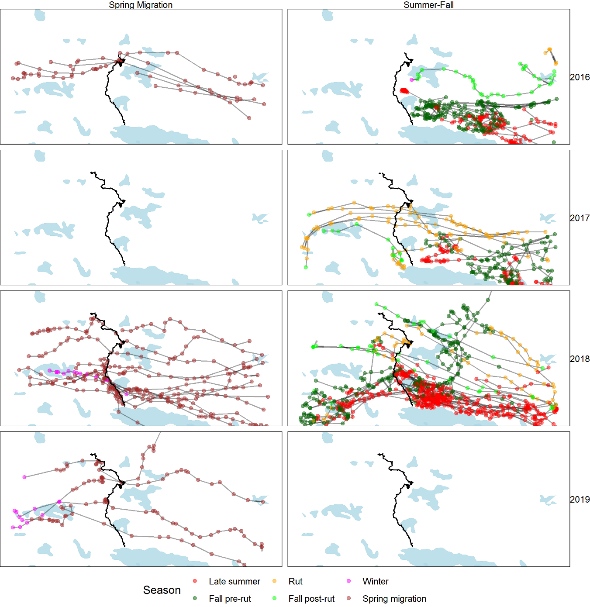 Spring Migration
Summer-Fall
2016
2017
2018
2019
Season
Late summer
Rut
Winter
Fall pre-rut
Fall post-rut
Spring migration